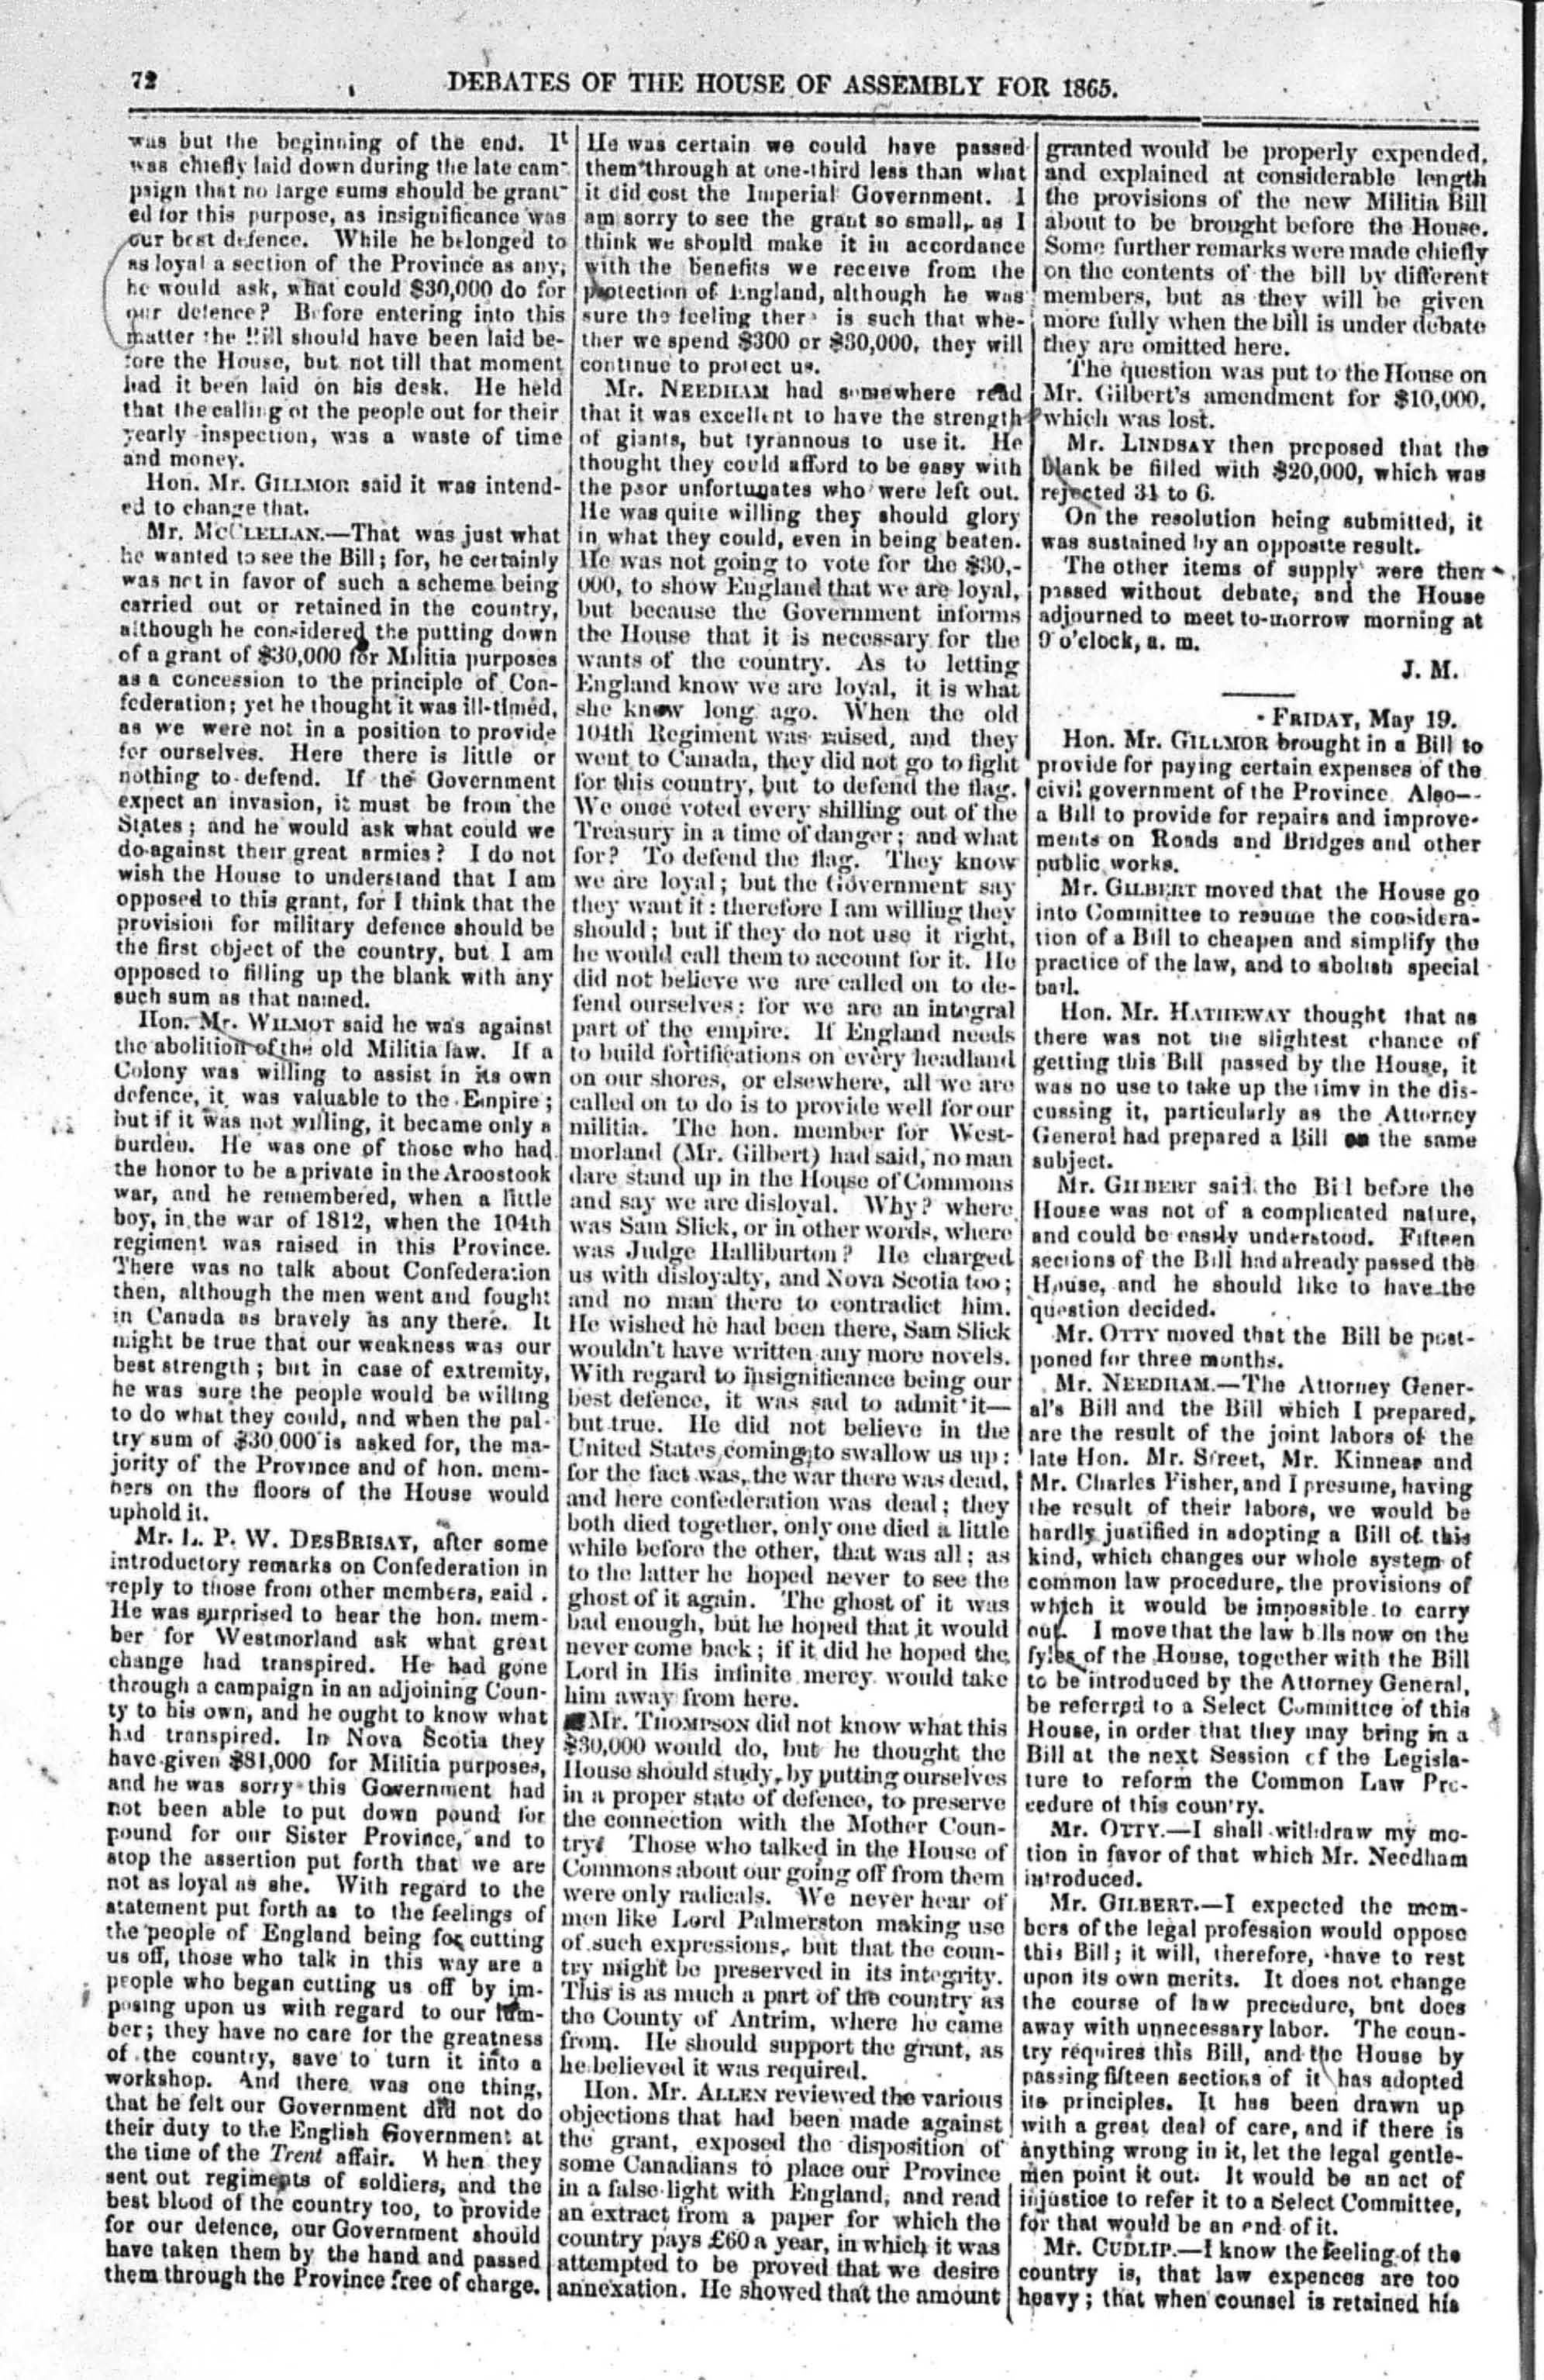 72
DEBATES OF THE HOUSE OF ASSEMBLY FOR 1865.
was but the beginning of the end. It
was chiefly laid down during the late cam-
paign that no large sums should be grant-
ed for this purpose, as insignificance was
our best defence. While he belonged to
as loyal a section of the Province as any,
he would ask, what could $30,000 do for
our defence? Before entering into this
matter the Bill should have been laid be-
fore the House, but not till that moment
had it been laid on his desk. He held
that the calling of the people out for their
yearly inspection, was a waste of time
and money.
Hon. Mr. GILLMOR said it was intend-
ed to change that.
Mr. MCCLELLAN.—That was just what
he wanted to see the Bill; for, he certainly
was not in favor of such a scheme being
carried out or retained in the country,
although he considered the putting down
of a grant of $30,000 for Militia purposes
as a concession to the principle of Con-
federation; yet he thought it was ill-timed,
as we were not in a position to provide
for ourselves. Here there is little or
nothing to defend. If the Government
expect an invasion, it must be from the
States; and he would ask what could we
do against their great armies? I do not
wish the House to understand that I am
opposed to this grant, for I think that the
provision for military defence should be
the first object of the country, but I am
opposed to filling up the blank with any
such sum as that named.
Hon. Mr. WILMOT said he was against
the abolition of the old Militia law. If a
Colony was willing to assist in its own
defence, it was valuable to the Empire;
but if it was not willing, it became only a
burden. He was one of those who had
the honor to be a private in the Aroostook
war, and he remembered, when a little
boy, in the war of 1812, when the 104th
regiment was raised in this Province.
There was no talk about Confederation
then, although the men went and fought
in Canada as bravely as any there. It
might be true that our weakness was our
best strength; but in case of extremity,
he was sure the people would be willing
to do what they could, and when the pal-
try sum of $30,000 is asked for, the ma-
jority of the Province and of hon. mem-
bers on the floors of the House would
uphold it.
Mr. L. P. W. DESBRISAY, after some
introductory remarks on Confederation in
reply to those from other members, said.
He was surprised to hear the hon. mem-
ber for Westmorland ask what great
change had transpired. He had gone
through a campaign in an adjoining Coun-
ty to his own, and he ought to know what
had transpired. In Nova Scotia they
have given $81,000 for Militia purposes,
and he was sorry this Government had
not been able to put down pound for
pound for our Sister Province, and to
stop the assertion put forth that we are
not as loyal as she. With regard to the
statement put forth as to the feelings of
the people of England being for cutting
us off, those who talk in this way are a
people who began cutting us off by im-
posing upon us with regard to our lum-
ber; they have no care for the greatness
of the country, save to turn it into a
workshop. And there was one thing,
that he felt our Government did not do
their duty to the English Government at
the time of the Trent affair. When they
sent out regiments of soldiers, and the
best blood of the country too, to provide
for our defence, our Government should
have taken them by the hand and passed
them through the Province free of charge.
He was certain we could have passed
them through at one-third less than what
it did cost the Imperial Government. I
am sorry to see the grant so small, as I
think we should make it in accordance
with the benefits we receive from the
protection of England, although he was
sure the feeling there is such that whe-
ther we spend $300 or $30,000, they will
continue to protect us.
Mr. NEEDHAM had somewhere read
that it was excellent to have the strength
of giants, but tyrannous to use it. He
thought they could afford to be easy with
the poor unfortunates who were left out.
He was quite willing they should glory
in what they could, even in being beaten.
He was not going to vote for the $30,-
000, to show England that we are loyal,
but because the Government informs
the House that it is necessary for the
wants of the country. As to letting
England know we are loyal, it is what
she knew long ago. When the old
104th Regiment was raised, and they
went to Canada, they did not go to fight
for this country, but to defend the flag.
We once voted every shilling out of the
Treasury in a time of danger; and what
for? To defend the flag. They know
we are loyal; but the Government say
they want it: therefore I am willing they
should; but if they do not use it right,
he would call them to account for it. He
did not believe we are called on to de-
fend ourselves: for we are an integral
part of the empire. If England needs
to build fortifications on every headland
on our shores, or elsewhere, all we are
called on to do is to provide well for our
militia. The hon. member for West-
morland (Mr. Gilbert) had said, no man
dare stand up in the House of Commons
and say we are disloyal. Why? where
was Sam Slick, or in other words, where
was Judge Halliburton? He charged
us with disloyalty, and Nova Scotia too;
and no man there to contradict him.
He wished he had been there, Sam Slick
wouldn't have written any more novels.
With regard to insignificance being our
best defence, it was sad to admit it—
but true. He did not believe in the
United States coming to swallow us up:
for the fact was, the war there was dead,
and here confederation was dead; they
both died together, only one died a little
while before the other, that was all; as
to the latter he hoped never to see the
ghost of it again. The ghost of it was
bad enough, but he hoped that it would
never come back; if it did he hoped the
Lord in His infinite mercy would take
him away from here.
Mr. THOMPSON did not know what this
$30,000 would do, but he thought the
House should study, by putting ourselves
in a proper state of defence, to preserve
the connection with the Mother Coun-
try. Those who talked in the House of
Commons about our going off from them
were only radicals. We never hear of
men like Lord Palmerston making use
of such expressions, but that the coun-
try might be preserved in its integrity.
This is as much a part of the country as
the County of Antrim, where he came
from. He should support the grant, as
he believed it was required.
Hon. Mr. ALLEN reviewed the various
objections that had been made against
the grant, exposed the disposition of
some Canadians to place our Province
in a false light with England, and read
an extract from a paper for which the
country pays £60 a year, in which it was
attempted to be proved that we desire
annexation. He showed that the amount
granted would be properly expended,
and explained at considerable length
the provisions of the new Militia Bill
about to be brought before the House.
Some further remarks were made chiefly
on the contents of the bill by different
members, but as they will be given
more fully when the bill is under debate
they are omitted here.
The question was put to the House on
Mr. Gilbert's amendment for $10,000,
which was lost.
Mr. LINDSAY then proposed that the
blank be filled with $20,000, which was
rejected 31 to 6.
On the resolution being submitted, it
was sustained by an opposite result.
The other items of supply were then
passed without debate, and the House
adjourned to meet to-morrow morning at
9 o'clock, a. m.
J. M.
FRIDAY, May 19.
Hon. Mr. GILLMOR brought in a Bill to
provide for paying certain expenses of the
civil government of the Province. Also—
a Bill to provide for repairs and improve-
ments on Roads and Bridges and other
public works.
Mr. GILBERT moved that the House go
into Committee to resume the considera-
tion of a Bill to cheapen and simplify the
practice of the law, and to abolish special
bail.
Hon. Mr. HATHEWAY thought that as
there was not the slightest chance of
getting this Bill passed by the House, it
was no use to take up the timv in the dis-
cussing it, particularly as the Attorney
General had prepared a Bill on the same
subject.
Mr. GILBERT said the Bill before the
House was not of a complicated nature,
and could be easily understood. Fifteen
sections of the Bill had already passed the
House, and he should like to have the
question decided.
Mr. OTTY moved that the Bill be post-
poned for three months.
Mr. NEEDHAM.—The Attorney Gener-
al's Bill and the Bill which I prepared,
are the result of the joint labors of the
late Hon. Mr. Street, Mr. Kinnear and
Mr. Charles Fisher, and I presume, having
the result of their labors, we would be
hardly justified in adopting a Bill of this
kind, which changes our whole system of
common law procedure, the provisions of
which it would be impossible to carry
out. I move that the law bills now on the
fyles of the House, together with the Bill
to be introduced by the Attorney General,
be referred to a Select Committee of this
House, in order that they may bring in a
Bill at the next Session of the Legisla-
ture to reform the Common Law Pro-
cedure of this coun'ry.
Mr. OTTY.—I shall withdraw my mo-
tion in favor of that which Mr. Needham
introduced.
Mr. GILBERT.—I expected the mem-
bers of the legal profession would oppose
this Bill; it will, therefore, have to rest
upon its own merits. It does not change
the course of law precedure, bnt does
away with unnecessary labor. The coun-
try requires this Bill, and the House by
passing fifteen sections of it has adopted
its principles. It has been drawn up
with a great deal of care, and if there is
anything wrong in it, let the legal gentle-
men point it out. It would be an act of
injustice to refer it to a Select Committee,
for that would be an end of it.
Mr. CUDLIP.—I know the feeling of the
country is, that law expences are too
heavy; that when counsel is retained his